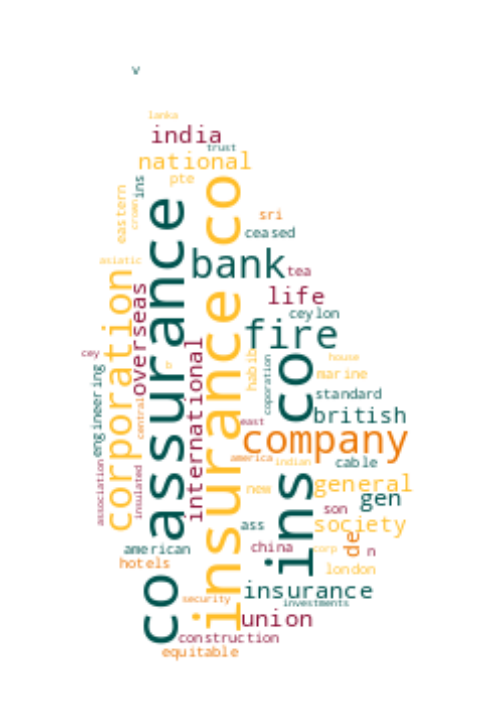 v
lanka
india
trust
national
pte
ins
eastern
crown
sri
ceased
asiatic
co assurance
insurance co
bank
tea
life
ceylon
fire
corporation
overseas
cey
house
habib
marine
coporation
standard
british
ins co
international
engineering
central
east
company
america
indian
cable
association
insulated
new
general
gen
son
society
ass
de
n
american
china
corp
hotels
london
insurance
security
investments
union
construction
equitable